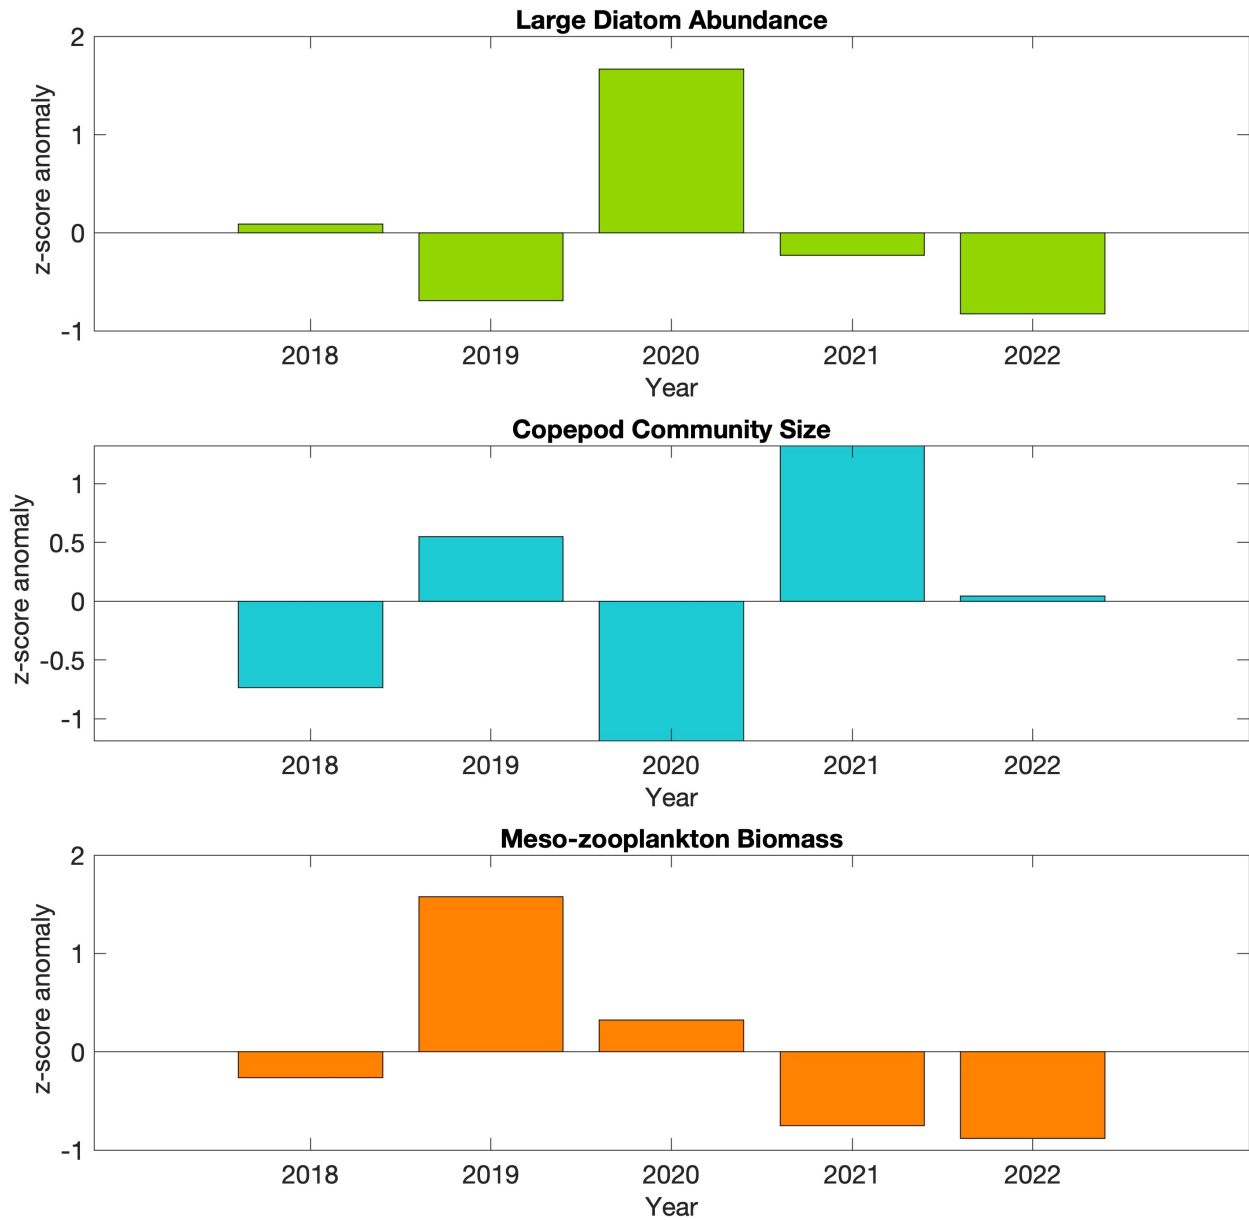 Large Diatom Abundance
2
1
0
-1
z-score anomaly
2018 2019 2020 2021 2022
Year
Copepod Community Size
1
0.5
0
-0.5
-1
z-score anomaly
2018 2019 2020 2021 2022
Year
Meso-zooplankton Biomass
2
1
0
-1
z-score anomaly
2018 2019 2020 2021 2022
Year